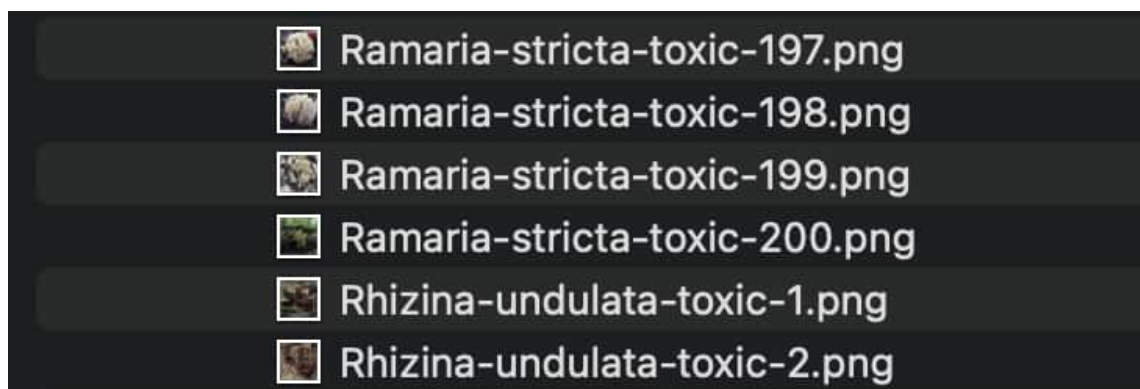 Ramaria-stricta-toxic-197.png
Ramaria-stricta-toxic-198.png
Ramaria-stricta-toxic-199.png
Ramaria-stricta-toxic-200.png
Rhizina-undulata-toxic-1.png
Rhizina-undulata-toxic-2.png